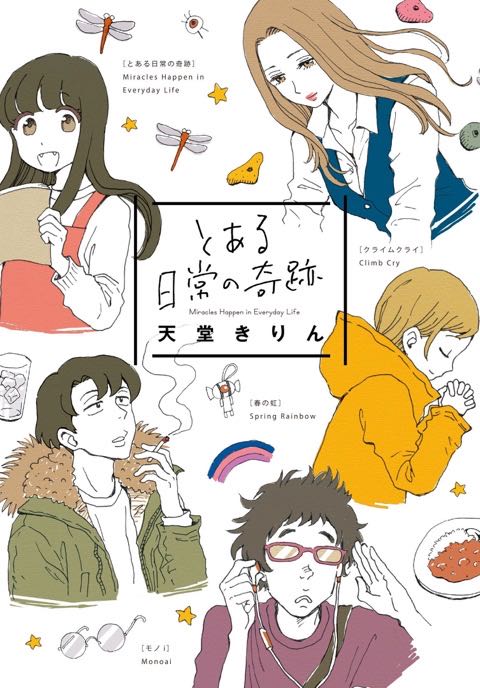 [とある日常の奇跡]
Miracles Happen in
Everyday Life
[クライムクライ]
Climb Cry
とある
日常の奇跡
Miracles Happen in Everyday Life
天堂きりん
[春の虹]
Spring Rainbow
[モノi]
Monoai